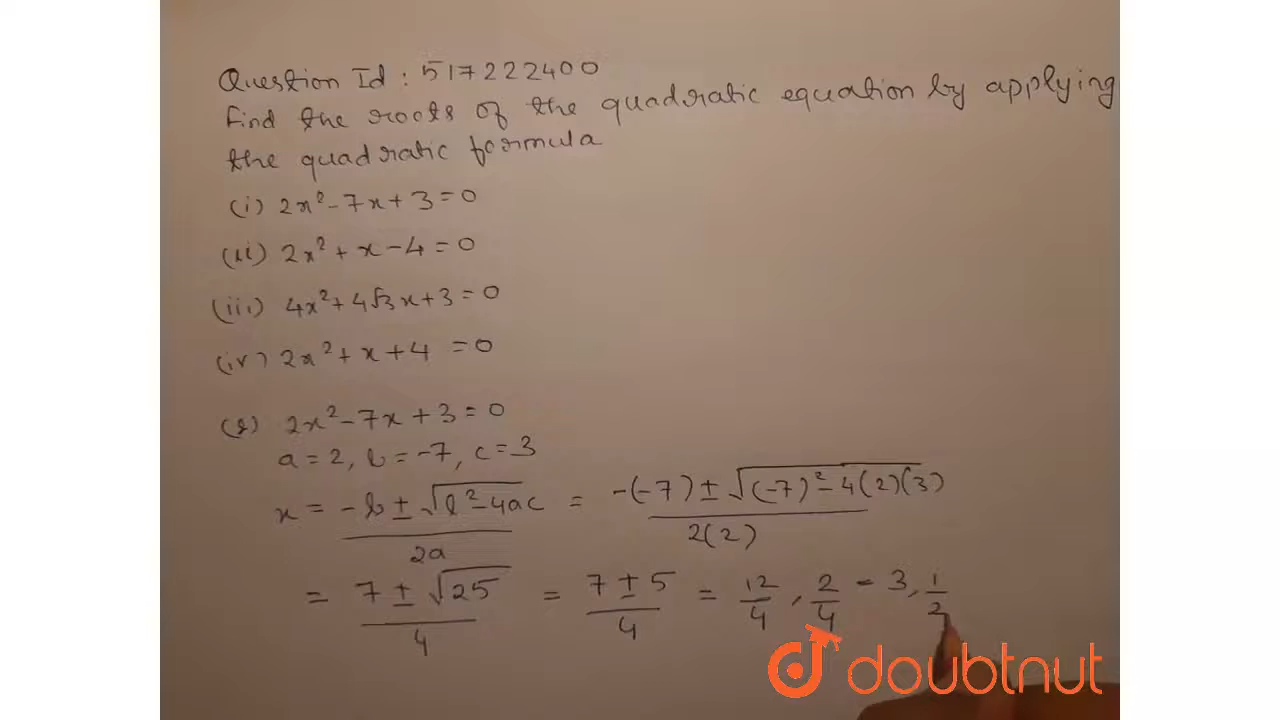 Question Id : 517222400
Find the roots of the quadratic equation by applying
the quadratic formula
(i) 2x²-7x+3=0
(ii) 2x²+x-4=0
(iii) 4x²+4√3x+3=0
(iv) 2x²+x+4=0
(i) 2x²-7x+3=0
a=2, b=-7, c=3
x = -b±√b²-4ac / 2a = -(-7)±√(-7)²-4(2)(3) / 2(2)
= 7±√25 / 4 = 7±5 / 4 = 12/4, 2/4 = 3, 1/2
doubtnut